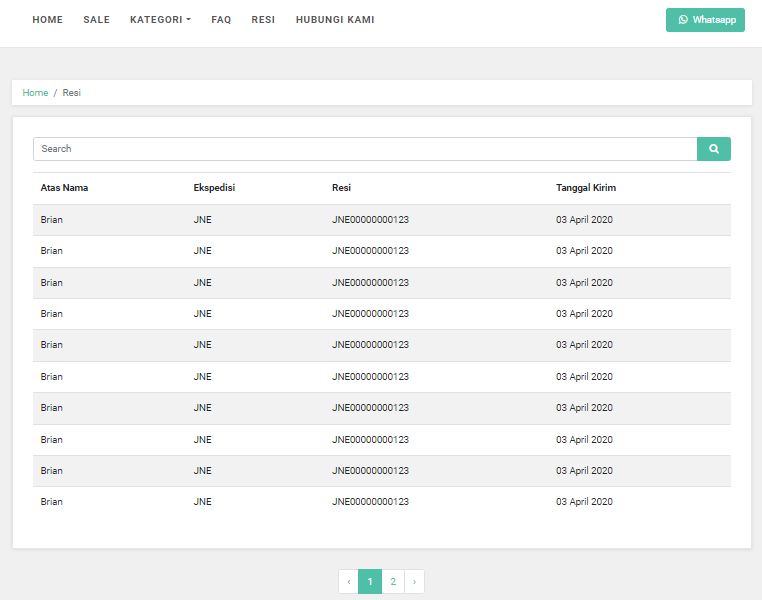 HOME SALE KATEGORI FAQ RESI HUBUNGI KAMI Whatsapp
Home / Resi
Search
Atas Nama Ekspedisi Resi Tanggal Kirim
Brian JNE JNE00000000123 03 April 2020
Brian JNE JNE00000000123 03 April 2020
Brian JNE JNE00000000123 03 April 2020
Brian JNE JNE00000000123 03 April 2020
Brian JNE JNE00000000123 03 April 2020
Brian JNE JNE00000000123 03 April 2020
Brian JNE JNE00000000123 03 April 2020
Brian JNE JNE00000000123 03 April 2020
Brian JNE JNE00000000123 03 April 2020
Brian JNE JNE00000000123 03 April 2020
‹ 1 2 ›